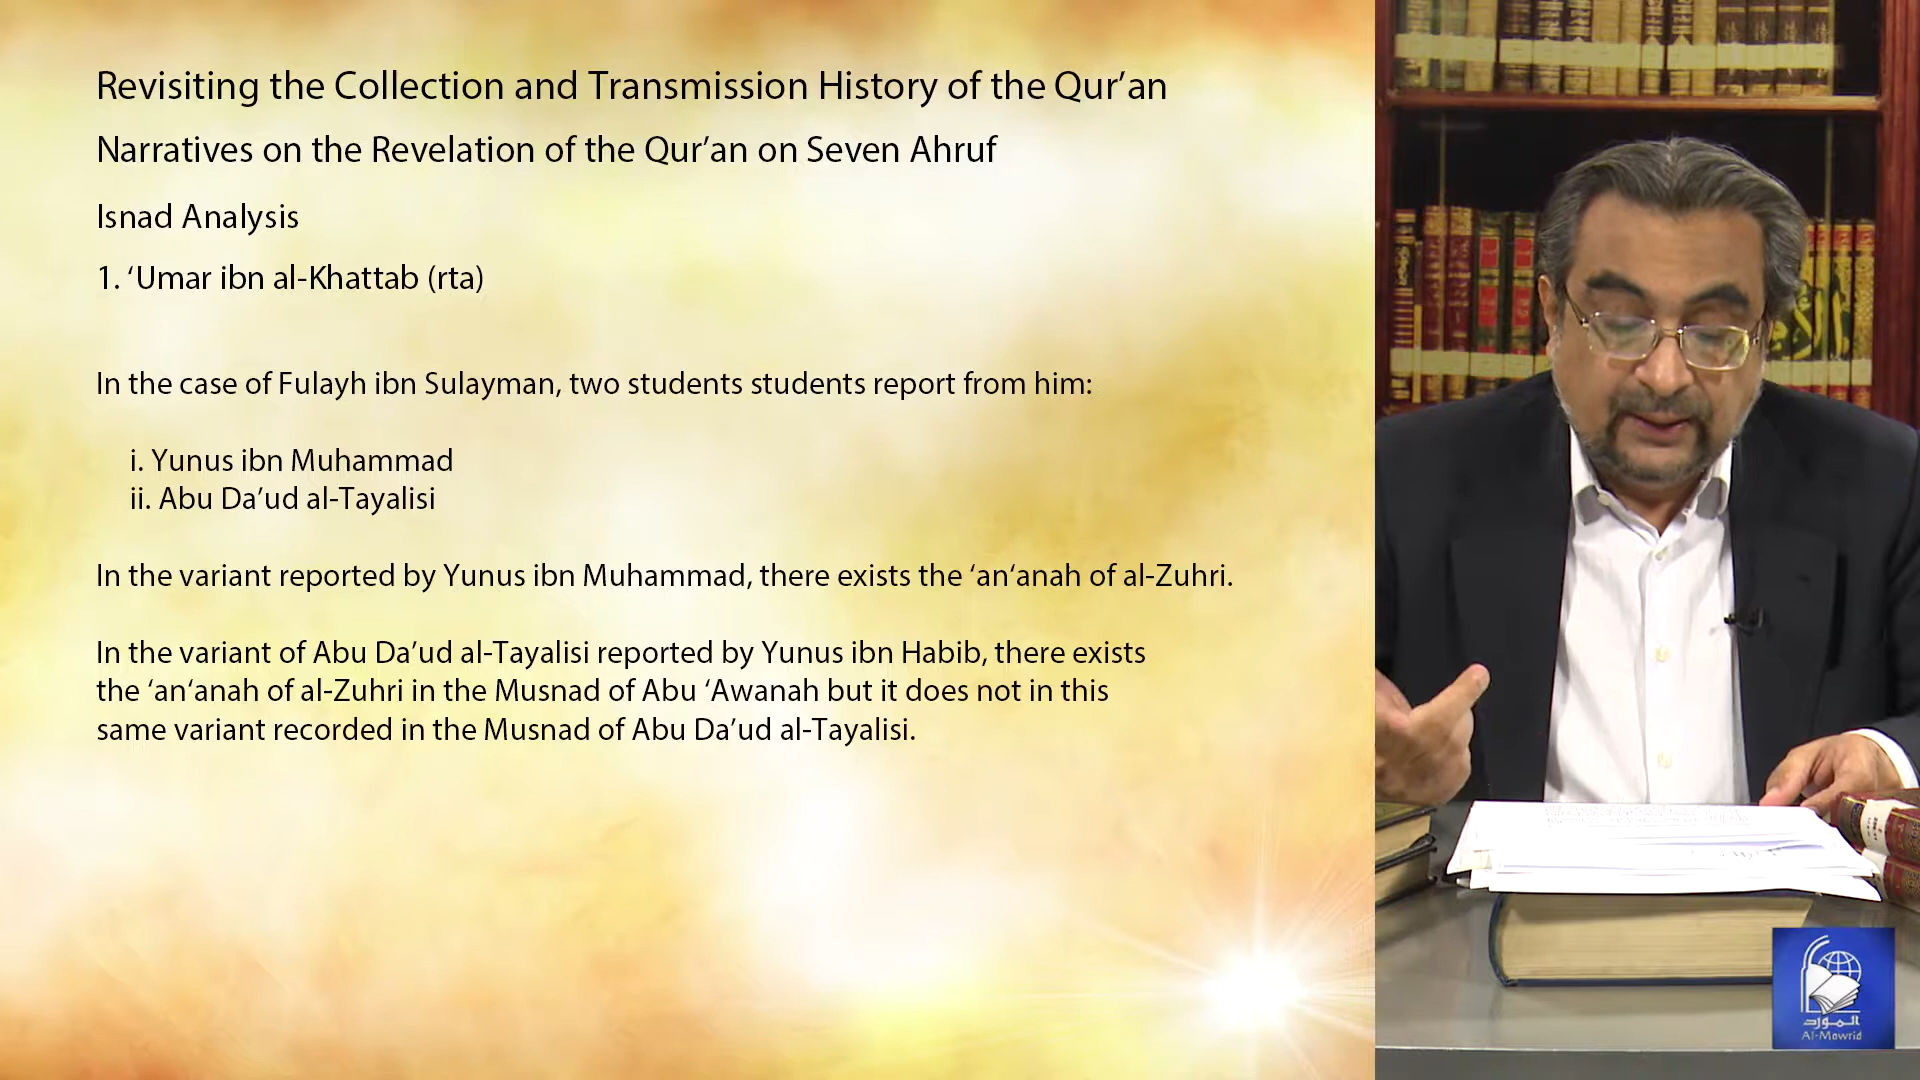 Revisiting the Collection and Transmission History of the Qur’an
Narratives on the Revelation of the Qur’an on Seven Ahruf
Isnad Analysis
1. ‘Umar ibn al-Khattab (rta)
In the case of Fulayh ibn Sulayman, two students students report from him:
i. Yunus ibn Muhammad
ii. Abu Da’ud al-Tayalisi
In the variant reported by Yunus ibn Muhammad, there exists the ‘an‘anah of al-Zuhri.
In the variant of Abu Da’ud al-Tayalisi reported by Yunus ibn Habib, there exists
the ‘an‘anah of al-Zuhri in the Musnad of Abu ‘Awanah but it does not in this
same variant recorded in the Musnad of Abu Da’ud al-Tayalisi.
المورد
Al-Mawrid